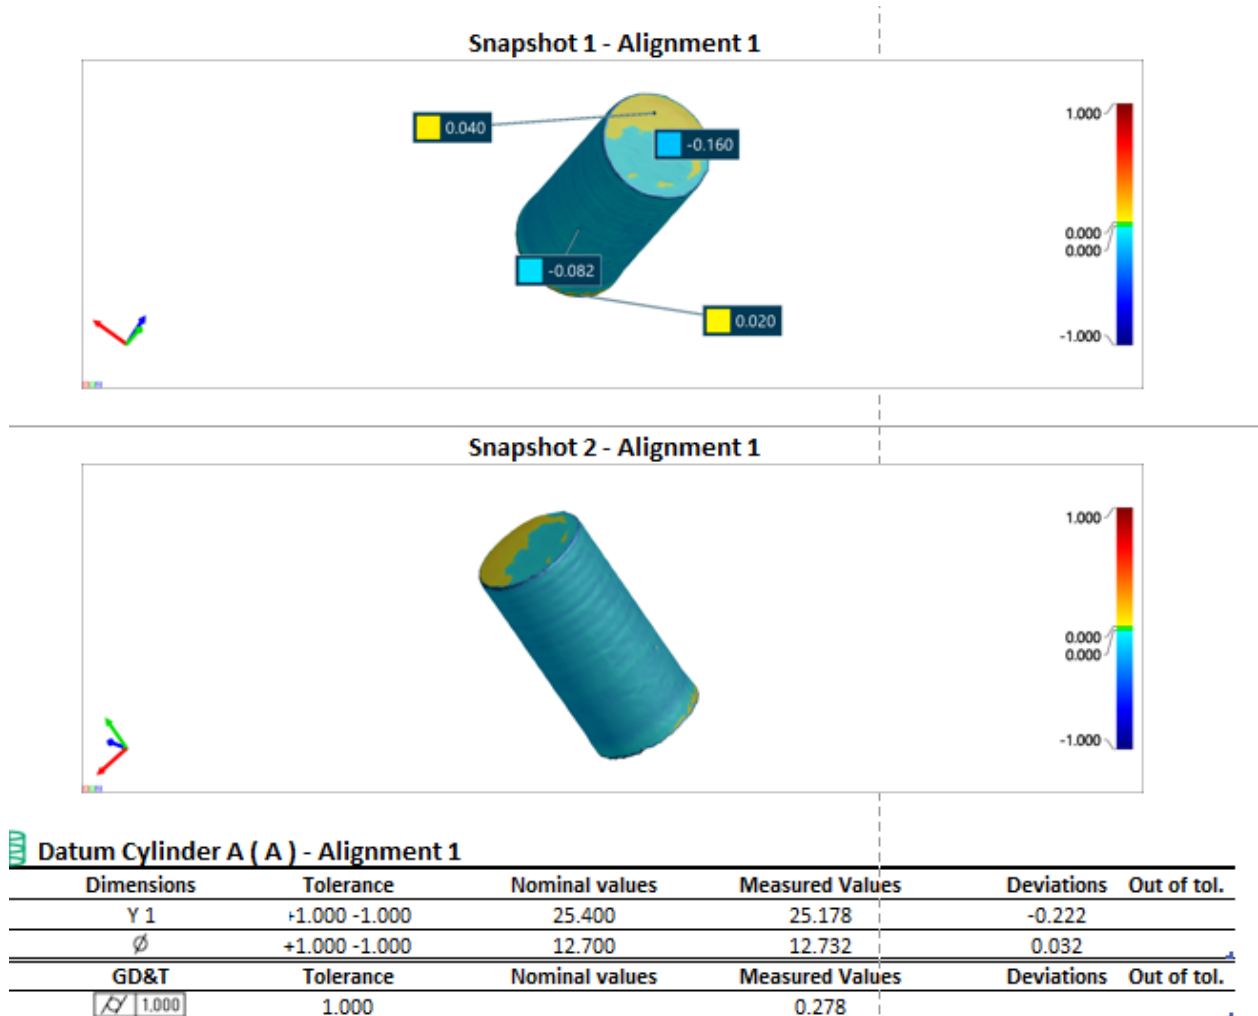 Snapshot 1 - Alignment 1
0.040
-0.160
-0.082
0.020
1.000
0.000
0.000
-1.000
Snapshot 2 - Alignment 1
1.000
0.000
0.000
-1.000
Datum Cylinder A ( A ) - Alignment 1
Dimensions Tolerance Nominal values Measured Values Deviations Out of tol.
Y 1 +1.000 -1.000 25.400 25.178 -0.222
Ø +1.000 -1.000 12.700 12.732 0.032
GD&T Tolerance Nominal values Measured Values Deviations Out of tol.
⌭ 1.000 1.000 0.278